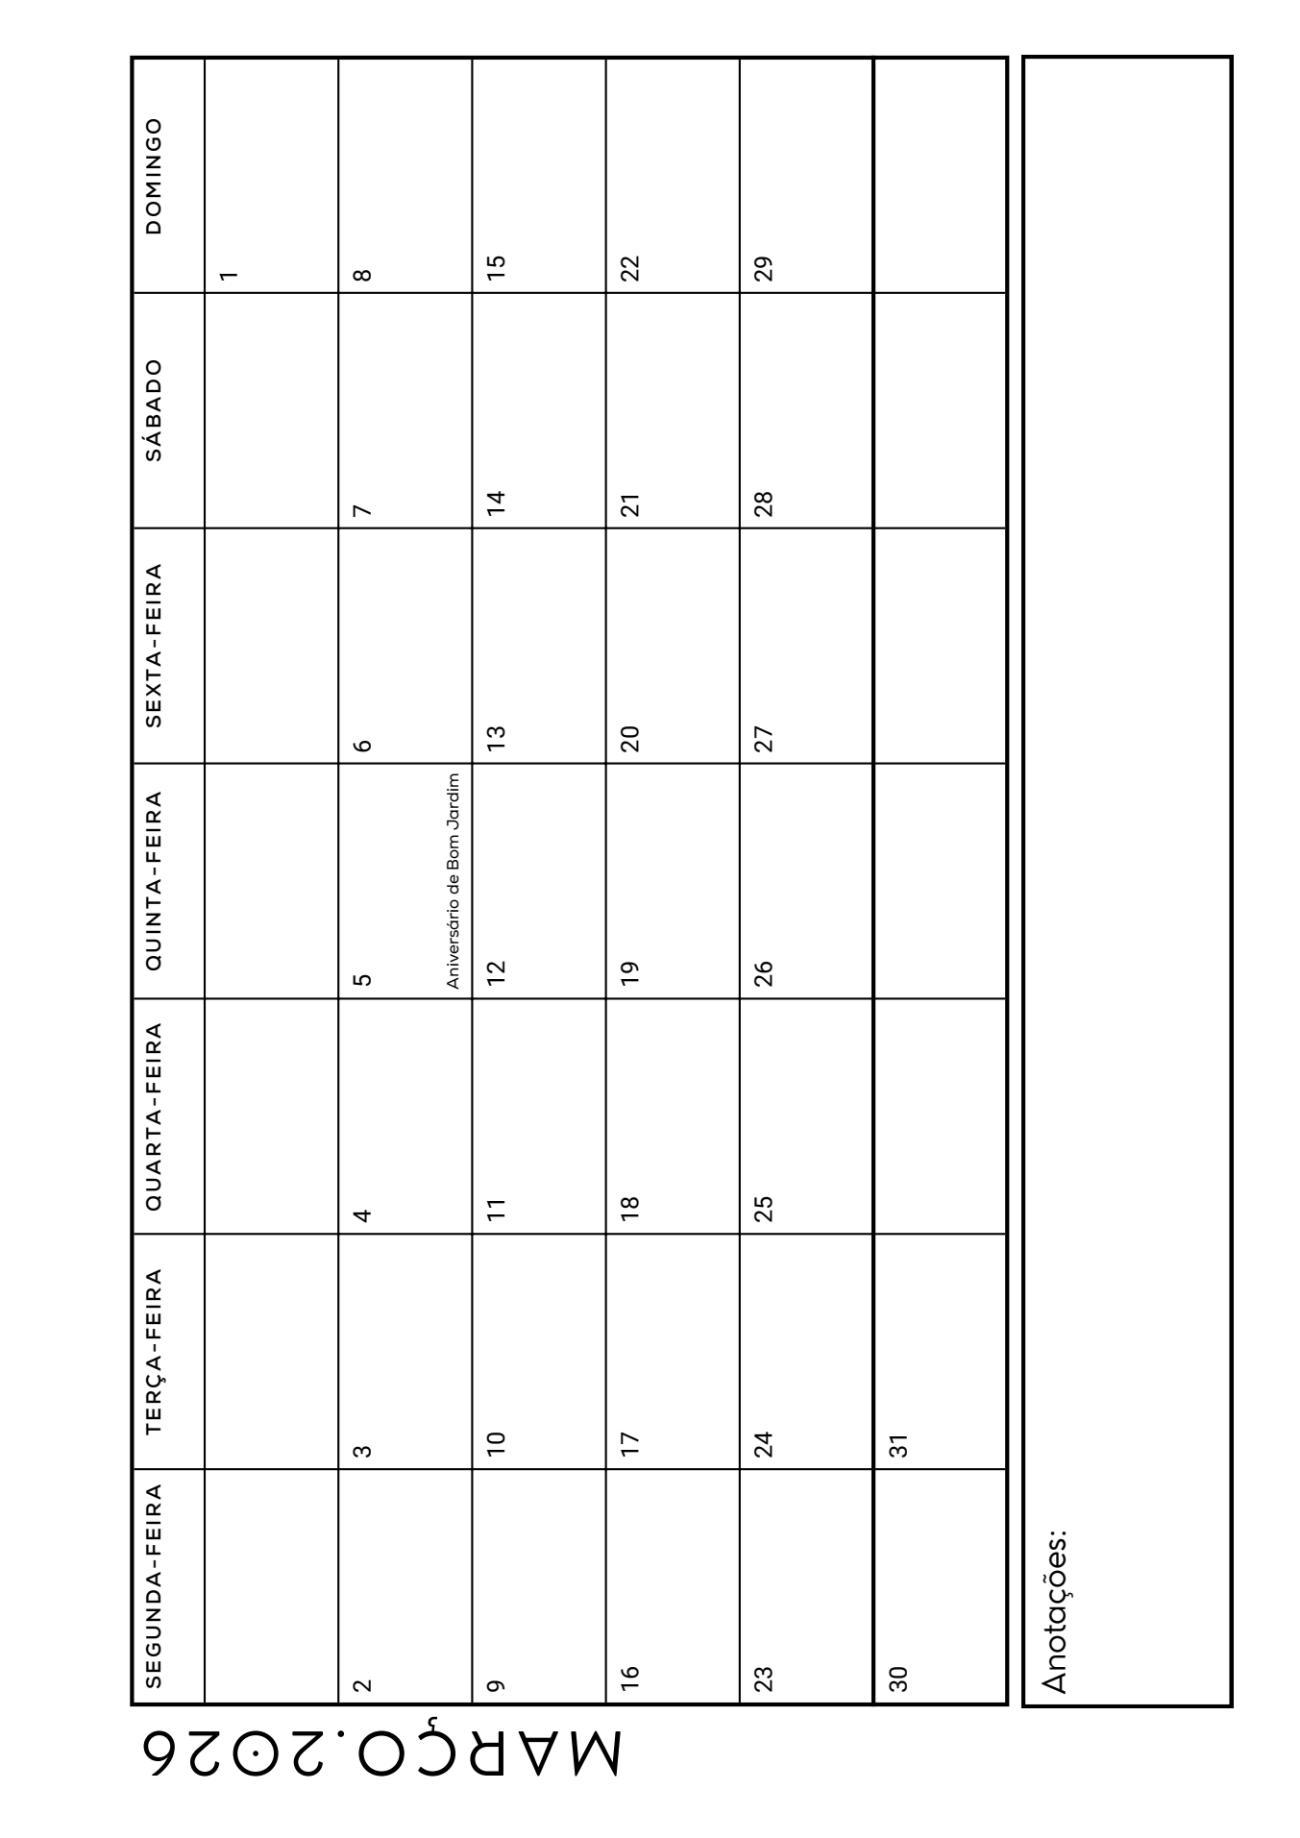 MARÇO.2026
SEGUNDA-FEIRA TERÇA-FEIRA QUARTA-FEIRA QUINTA-FEIRA SEXTA-FEIRA SÁBADO DOMINGO
1
2 3 4 5 6 7 8
Aniversário de Bom Jardim
9 10 11 12 13 14 15
16 17 18 19 20 21 22
23 24 25 26 27 28 29
30 31
Anotações: